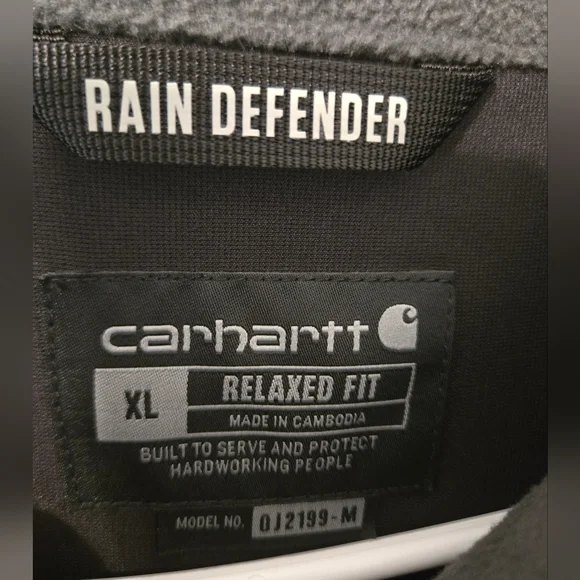 RAIN DEFENDER
carhartt
XL
RELAXED FIT
MADE IN CAMBODIA
BUILT TO SERVE AND PROTECT
HARDWORKING PEOPLE
MODEL NO. OJ2199-M